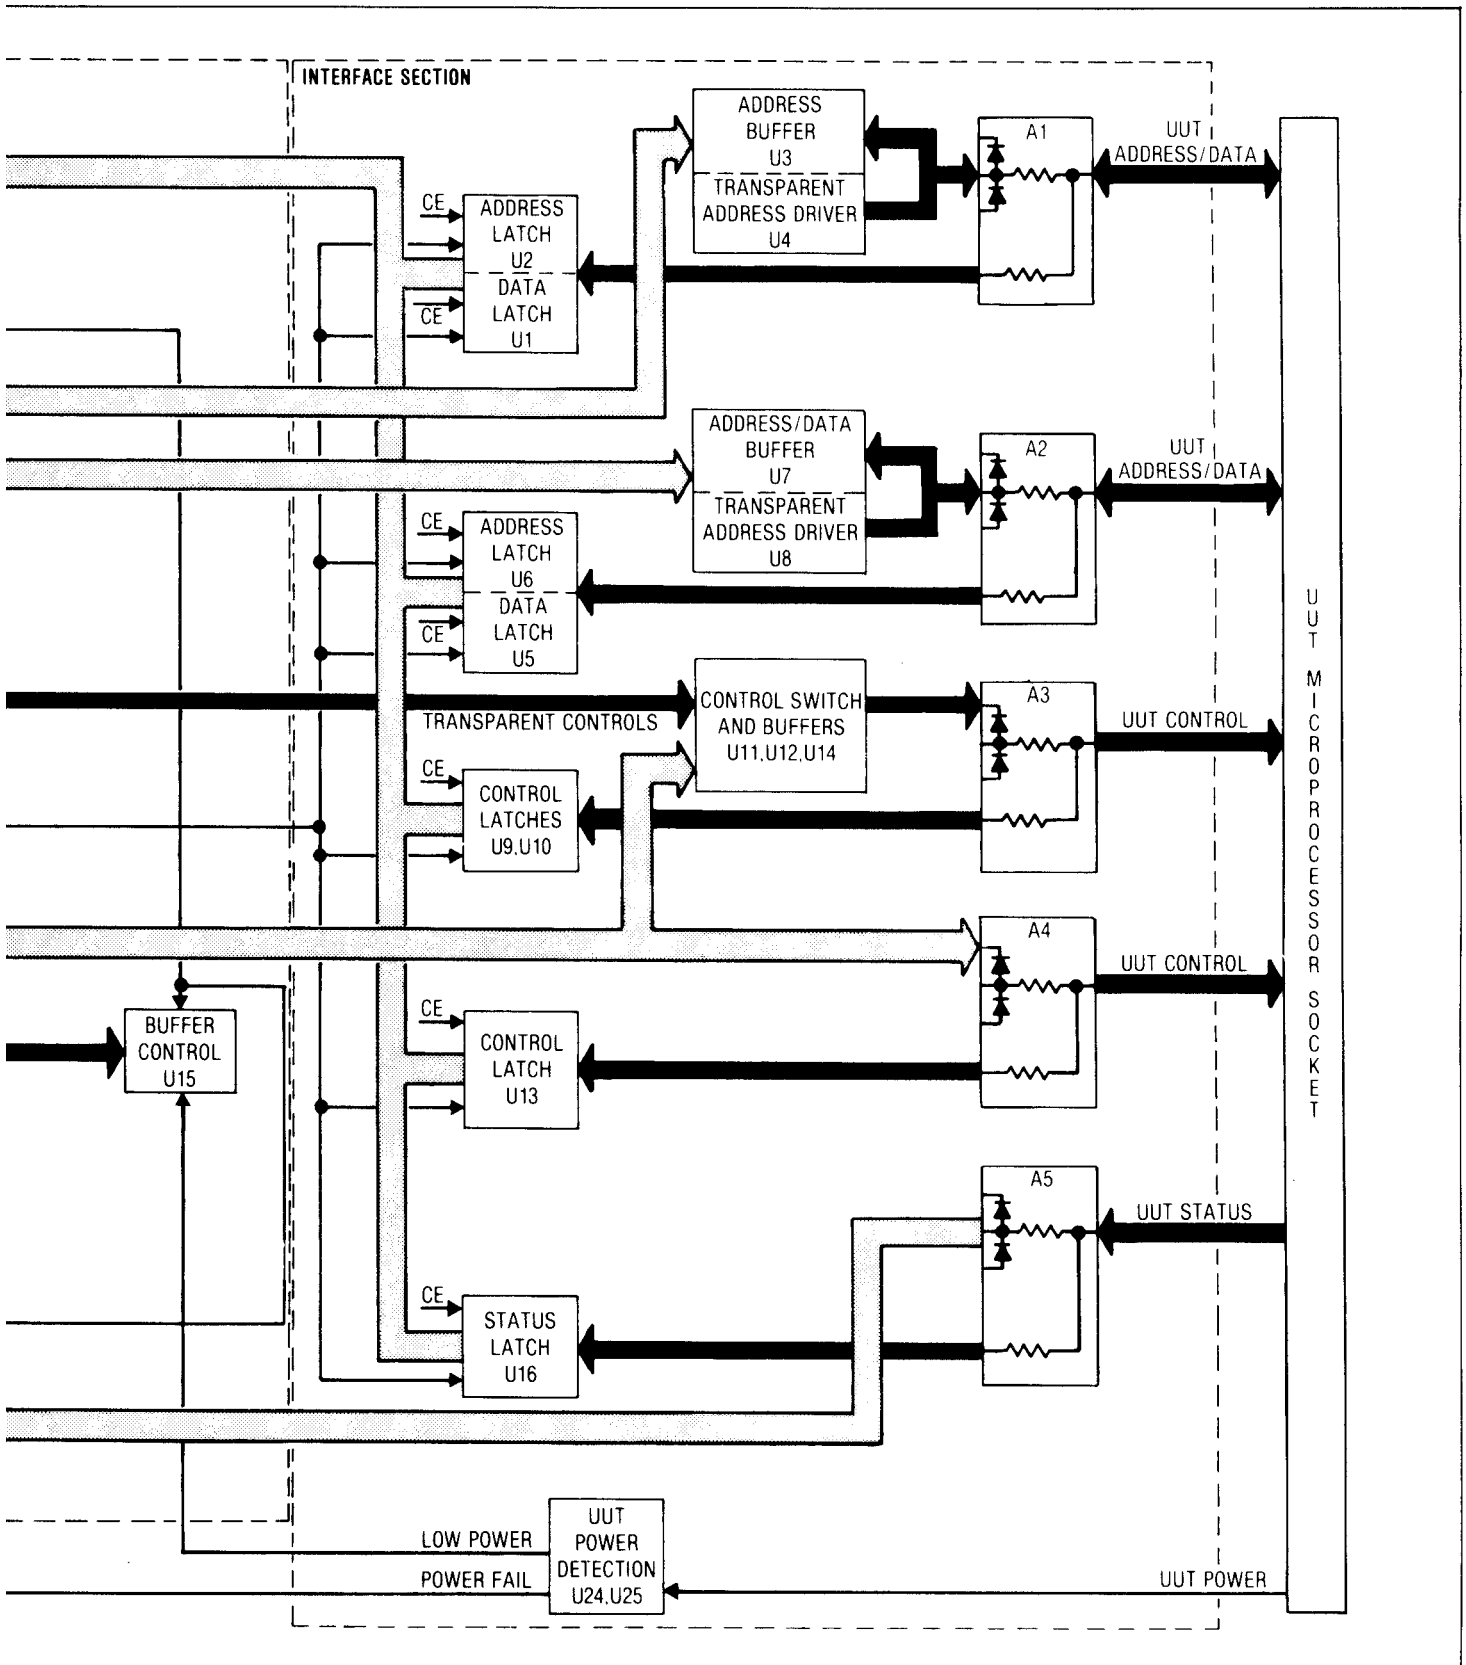 INTERFACE SECTION
ADDRESS
BUFFER
U3
TRANSPARENT
ADDRESS DRIVER
U4
A1
UUT
ADDRESS/DATA
CE
ADDRESS
LATCH
U2
DATA
LATCH
U1
CE
ADDRESS/DATA
BUFFER
U7
TRANSPARENT
ADDRESS DRIVER
U8
A2
UUT
ADDRESS/DATA
CE
ADDRESS
LATCH
U6
DATA
LATCH
U5
CE
TRANSPARENT CONTROLS
CONTROL SWITCH
AND BUFFERS
U11,U12,U14
A3
UUT CONTROL
CE
CONTROL
LATCHES
U9,U10
A4
UUT CONTROL
BUFFER
CONTROL
U15
CE
CONTROL
LATCH
U13
A5
UUT STATUS
CE
STATUS
LATCH
U16
LOW POWER
POWER FAIL
UUT
POWER
DETECTION
U24,U25
UUT POWER
UUT MICROPROCESSOR SOCKET